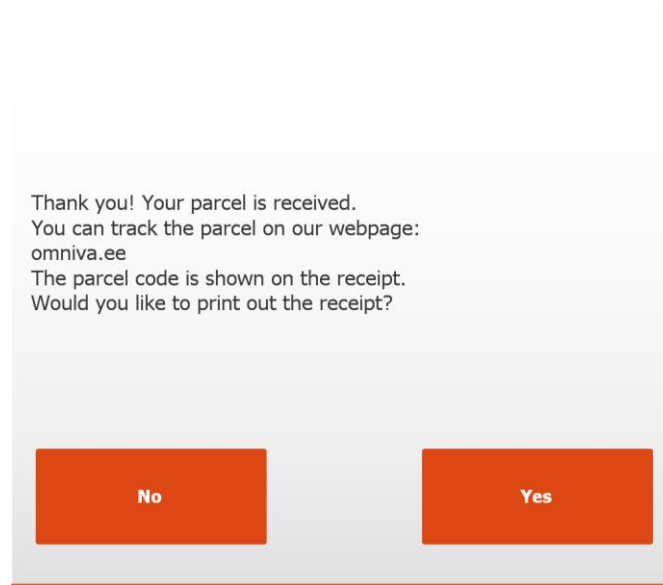 Thank you! Your parcel is received.
You can track the parcel on our webpage:
omniva.ee
The parcel code is shown on the receipt.
Would you like to print out the receipt?
No
Yes